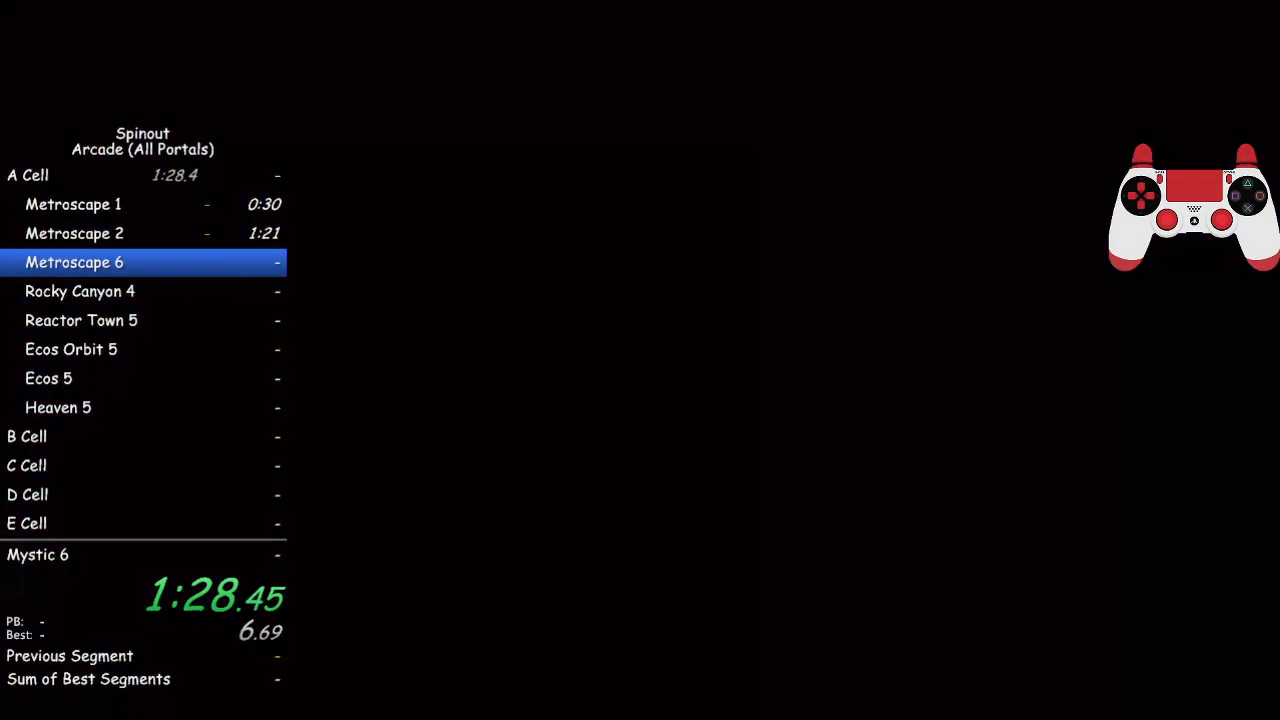 Spinout
Arcade (All Portals)
A Cell 1:28.4 -
Metroscape 1 - 0:30
Metroscape 2 - 1:21
Metroscape 6 -
Rocky Canyon 4 -
Reactor Town 5 -
Ecos Orbit 5 -
Ecos 5 -
Heaven 5 -
B Cell -
C Cell -
D Cell -
E Cell -
Mystic 6 -
1:28.45
PB: -
Best: - 6.69
Previous Segment -
Sum of Best Segments -